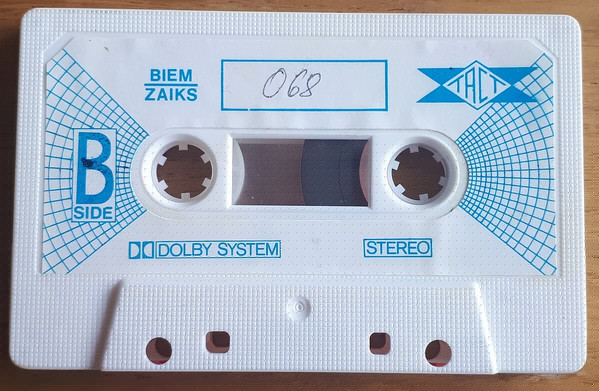 BIEM
ZAIKS
068
TACT
B
SIDE
DOLBY SYSTEM
STEREO